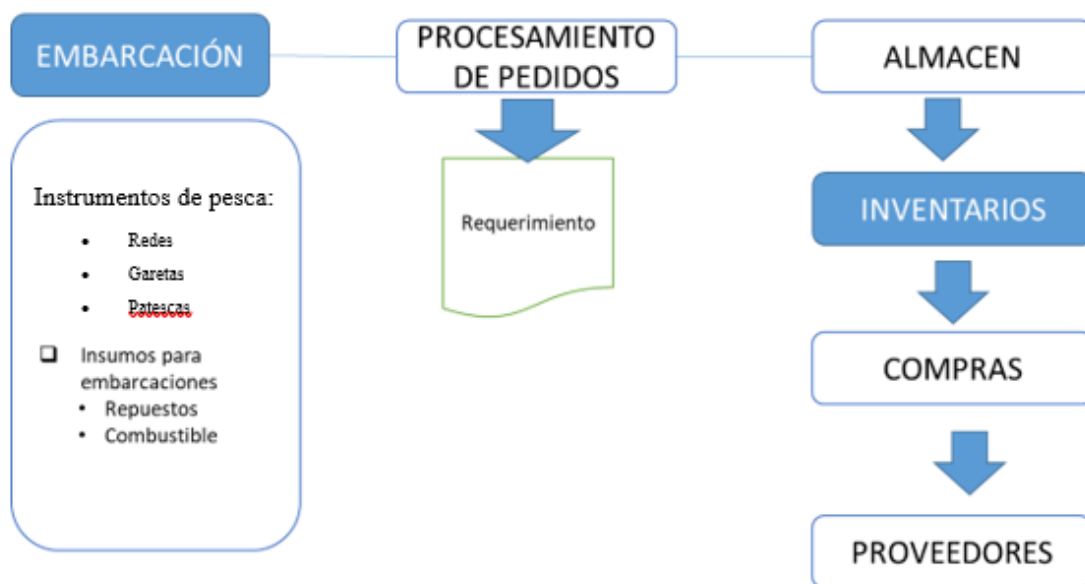 EMBARCACIÓN
PROCESAMIENTO
DE PEDIDOS
ALMACEN
Instrumentos de pesca:
• Redes
• Garetas
• Patescas
❑ Insumos para
embarcaciones
• Repuestos
• Combustible
Requerimiento
INVENTARIOS
COMPRAS
PROVEEDORES